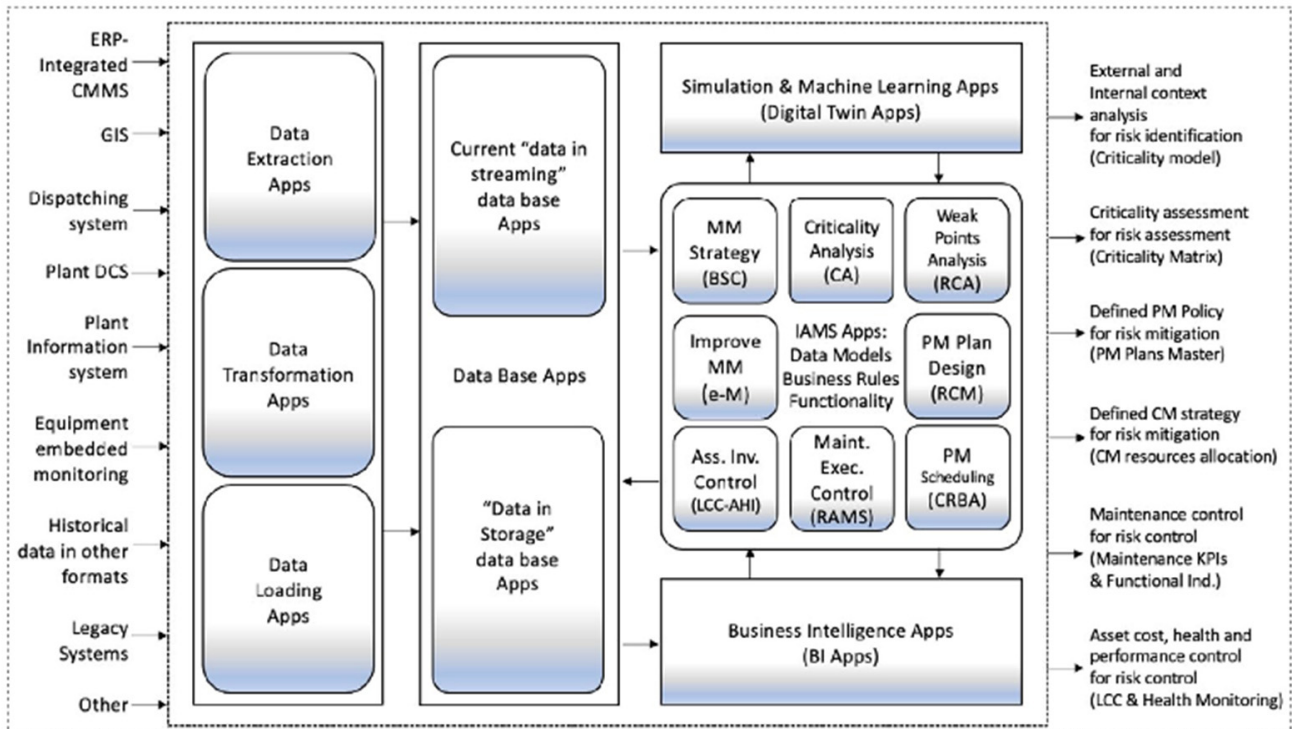 ERP-
Integrated
CMMS
GIS
Dispatching
system
Plant DCS
Plant
Information
system
Equipment
embedded
monitoring
Historical
data in other
formats
Legacy
Systems
Other
Data
Extraction
Apps
Data
Transformation
Apps
Data
Loading
Apps
Current “data in
streaming”
data base
Apps
Data Base Apps
“Data in
Storage”
data base
Apps
Simulation & Machine Learning Apps
(Digital Twin Apps)
MM
Strategy
(BSC)
Criticality
Analysis
(CA)
Weak
Points
Analysis
(RCA)
Improve
MM
(e-M)
IAMS Apps:
Data Models
Business Rules
Functionality
PM Plan
Design
(RCM)
Ass. Inv.
Control
(LCC-AHI)
Maint.
Exec.
Control
(RAMS)
PM
Scheduling
(CRBA)
Business Intelligence Apps
(BI Apps)
External and
Internal context
analysis
for risk identification
(Criticality model)
Criticality assessment
for risk assessment
(Criticality Matrix)
Defined PM Policy
for risk mitigation
(PM Plans Master)
Defined CM strategy
for risk mitigation
(CM resources allocation)
Maintenance control
for risk control
(Maintenance KPIs
& Functional Ind.)
Asset cost, health and
performance control
for risk control
(LCC & Health Monitoring)